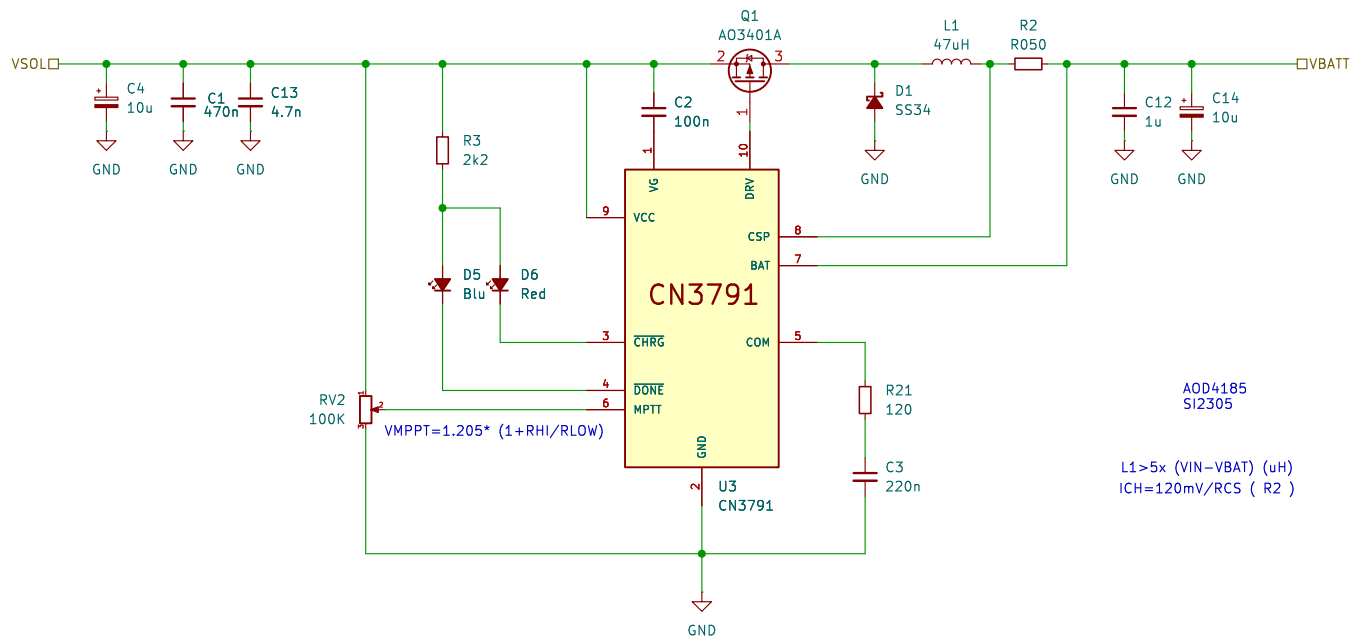 Q1
AO3401A
L1
47uH
R2
R050
VSOL
2
3
VBATT
C4
10u
C1
470n
C13
4.7n
C2
100n
D1
SS34
C12
1u
C14
10u
GND
GND
GND
R3
2k2
1
1
10
GND
GND
GND
VG
DRV
9
VCC
CSP
8
BAT
7
D5
Blu
D6
Red
CN3791
3
CHRG
COM
5
4
DONE
6
MPTT
RV2
100K
1
2
3
VMPPT=1.205* (1+RHI/RLOW)
R21
120
AOD4185
SI2305
GND
2
U3
CN3791
C3
220n
L1>5x (VIN-VBAT) (uH)
ICH=120mV/RCS ( R2 )
GND